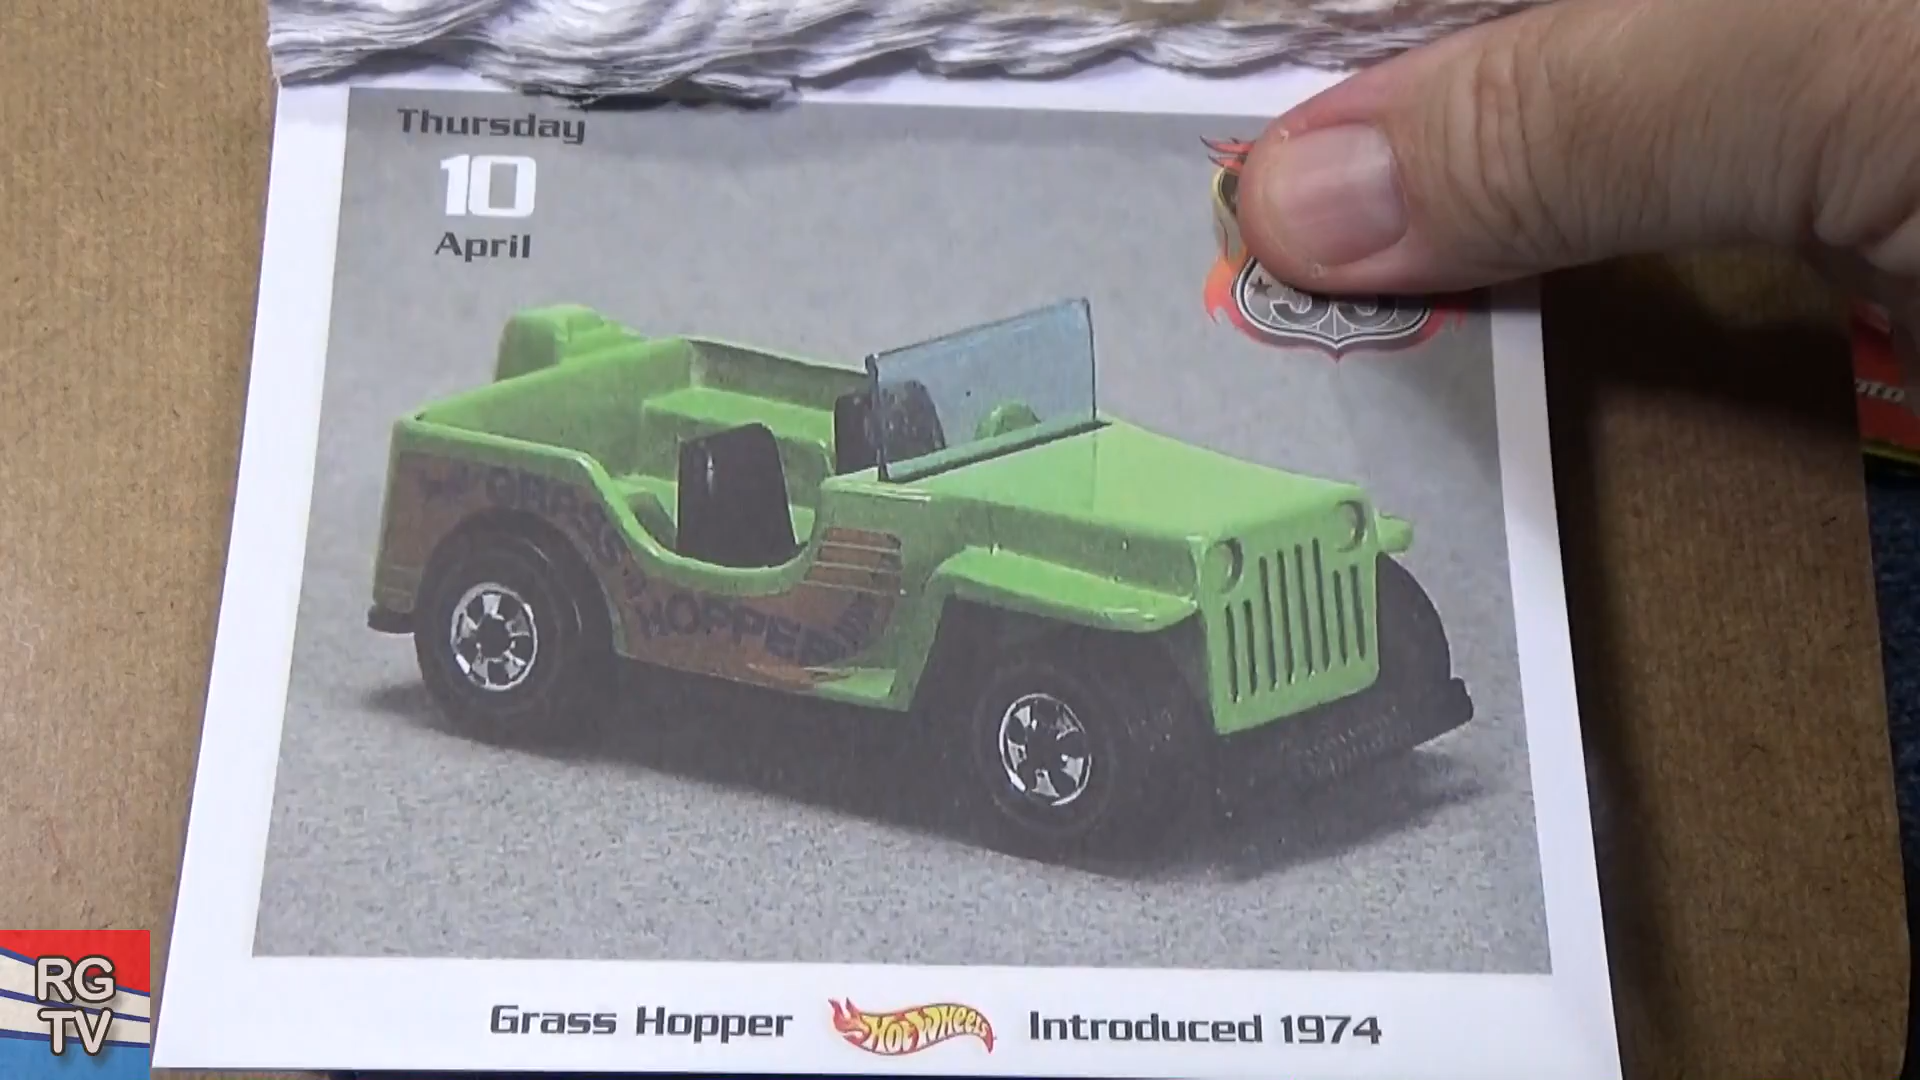 Thursday
10
April
GRASS
HOPPER
Grass Hopper HOT WHEELS Introduced 1974
RG
TV